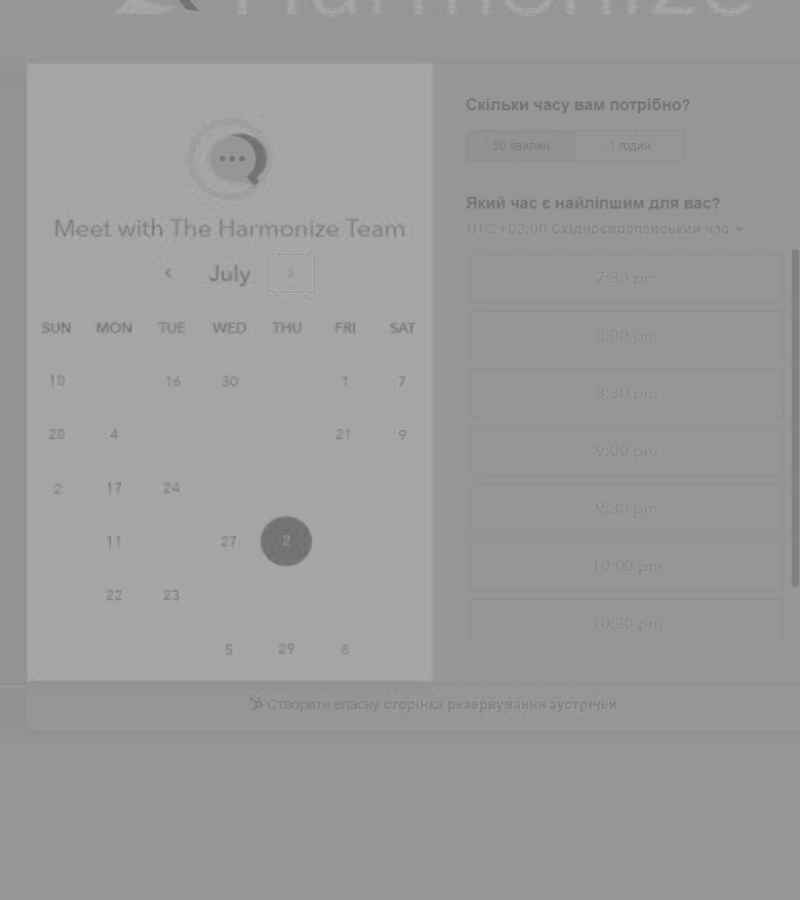 Harmonize
Meet with The Harmonize Team
July
SUN MON TUE WED THU FRI SAT
10 16 30 1 7
20 4 21 9
2 17 24
11 27 2
22 23
5 29 8
Скільки часу вам потрібно?
30 хвилин 1 годин
Який час є найліпшим для вас?
UTC +03:00 Східноєвропейський час
7:30 pm
8:00 pm
8:30 pm
9:00 pm
9:30 pm
10:00 pm
10:30 pm
Створити власну сторінка резервування зустрічей